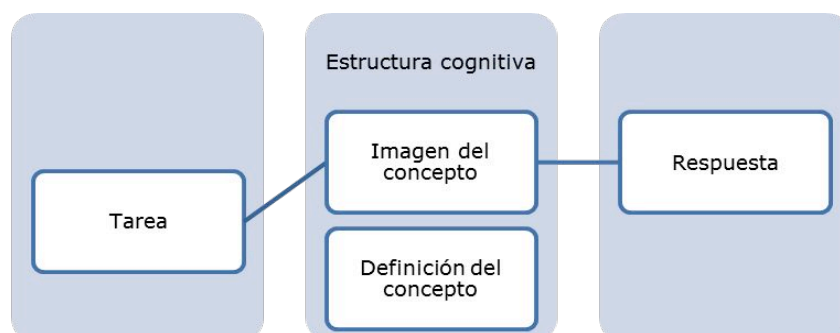 Estructura cognitiva
Tarea
Imagen del
concepto
Definición del
concepto
Respuesta